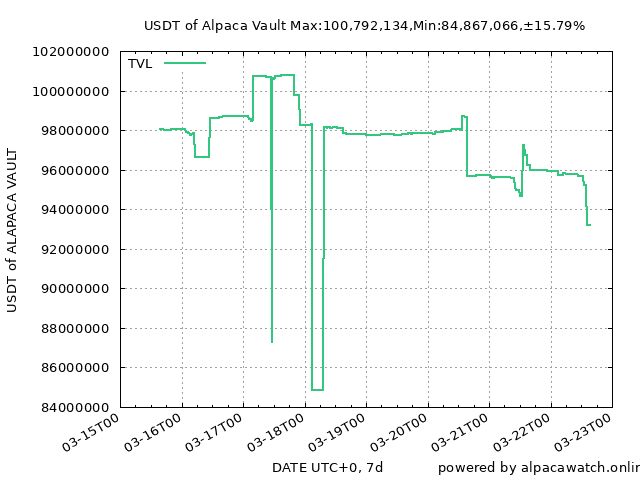 USDT of Alpaca Vault Max:100,792,134,Min:84,867,066,±15.79%
TVL
102000000
100000000
98000000
96000000
94000000
92000000
90000000
88000000
86000000
84000000
USDT of ALAPACA VAULT
03-15T00
03-16T00
03-17T00
03-18T00
03-19T00
03-20T00
03-21T00
03-22T00
03-23T00
DATE UTC+0, 7d
powered by alpacawatch.onlin